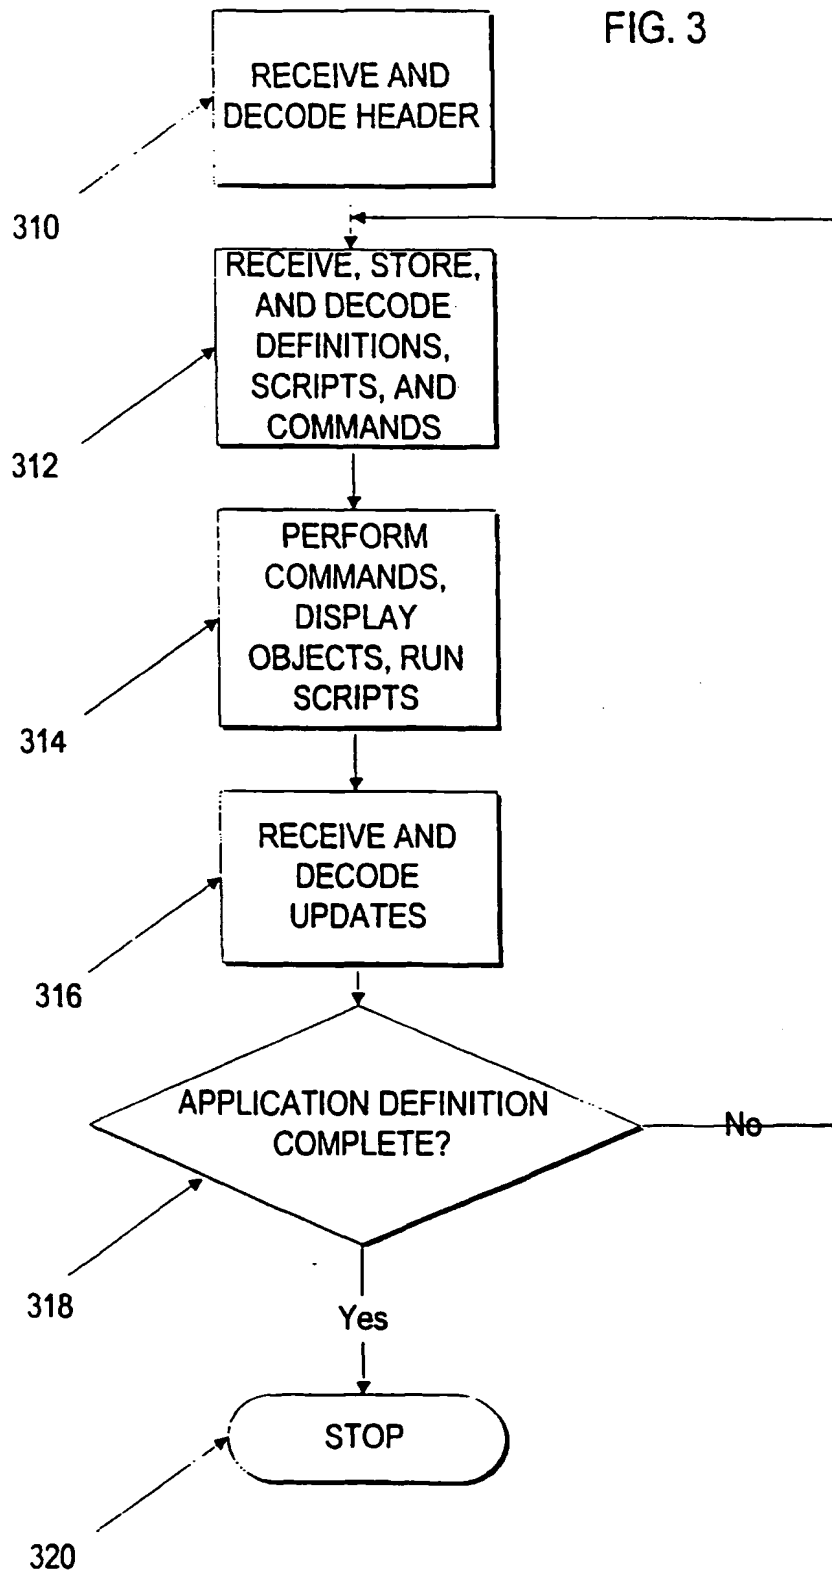 FIG. 3
RECEIVE AND
DECODE HEADER
310
RECEIVE, STORE,
AND DECODE
DEFINITIONS,
SCRIPTS, AND
COMMANDS
312
PERFORM
COMMANDS,
DISPLAY
OBJECTS, RUN
SCRIPTS
314
RECEIVE AND
DECODE
UPDATES
316
APPLICATION DEFINITION
COMPLETE?
No
318
Yes
STOP
320